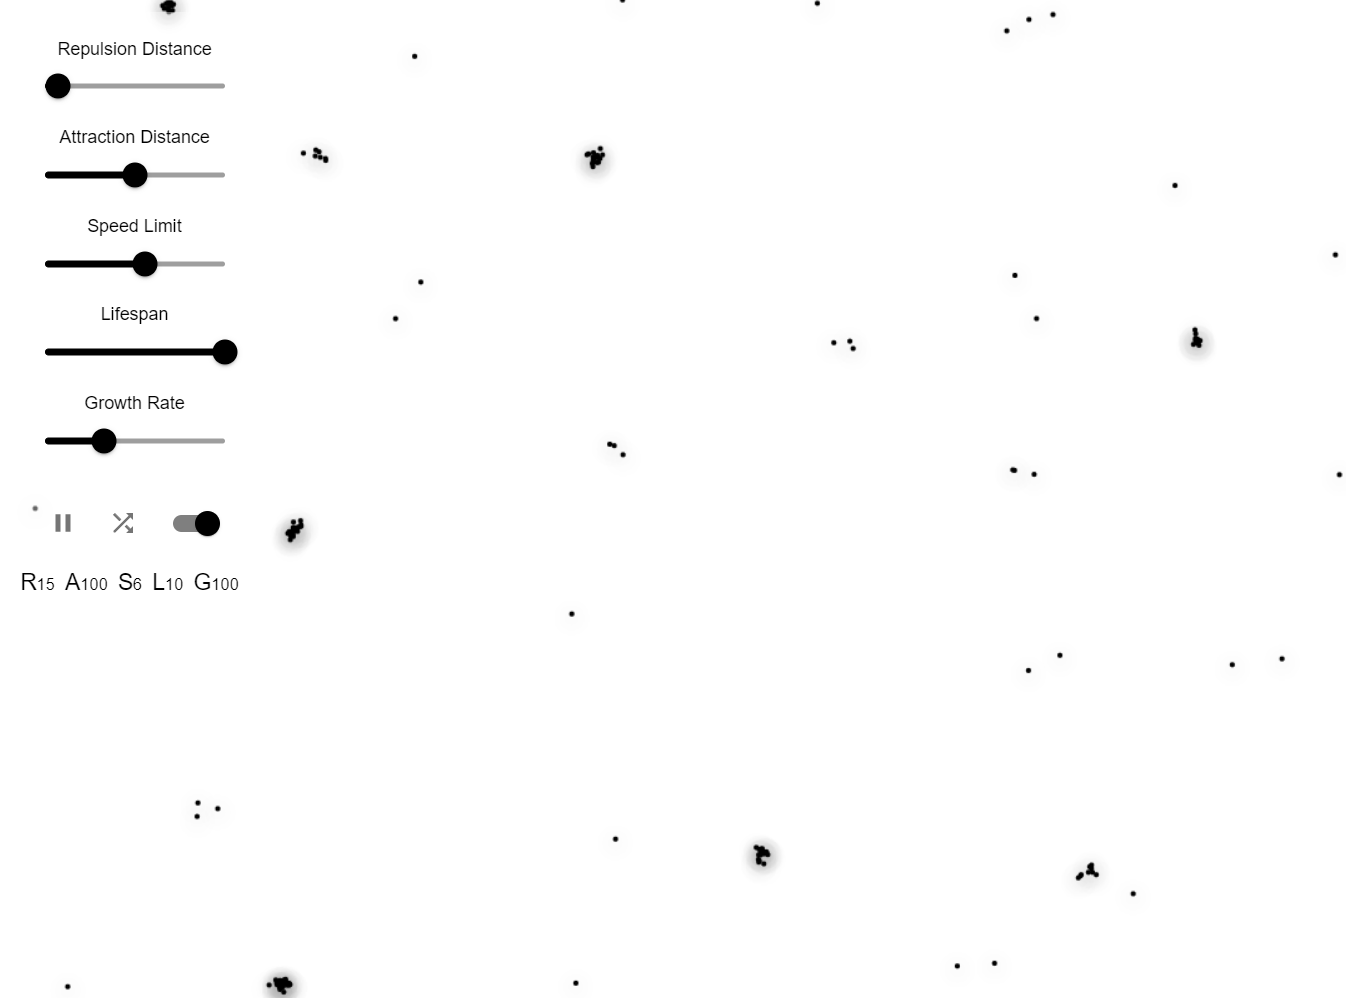 Repulsion Distance
Attraction Distance
Speed Limit
Lifespan
Growth Rate
R15 A100 S6 L10 G100